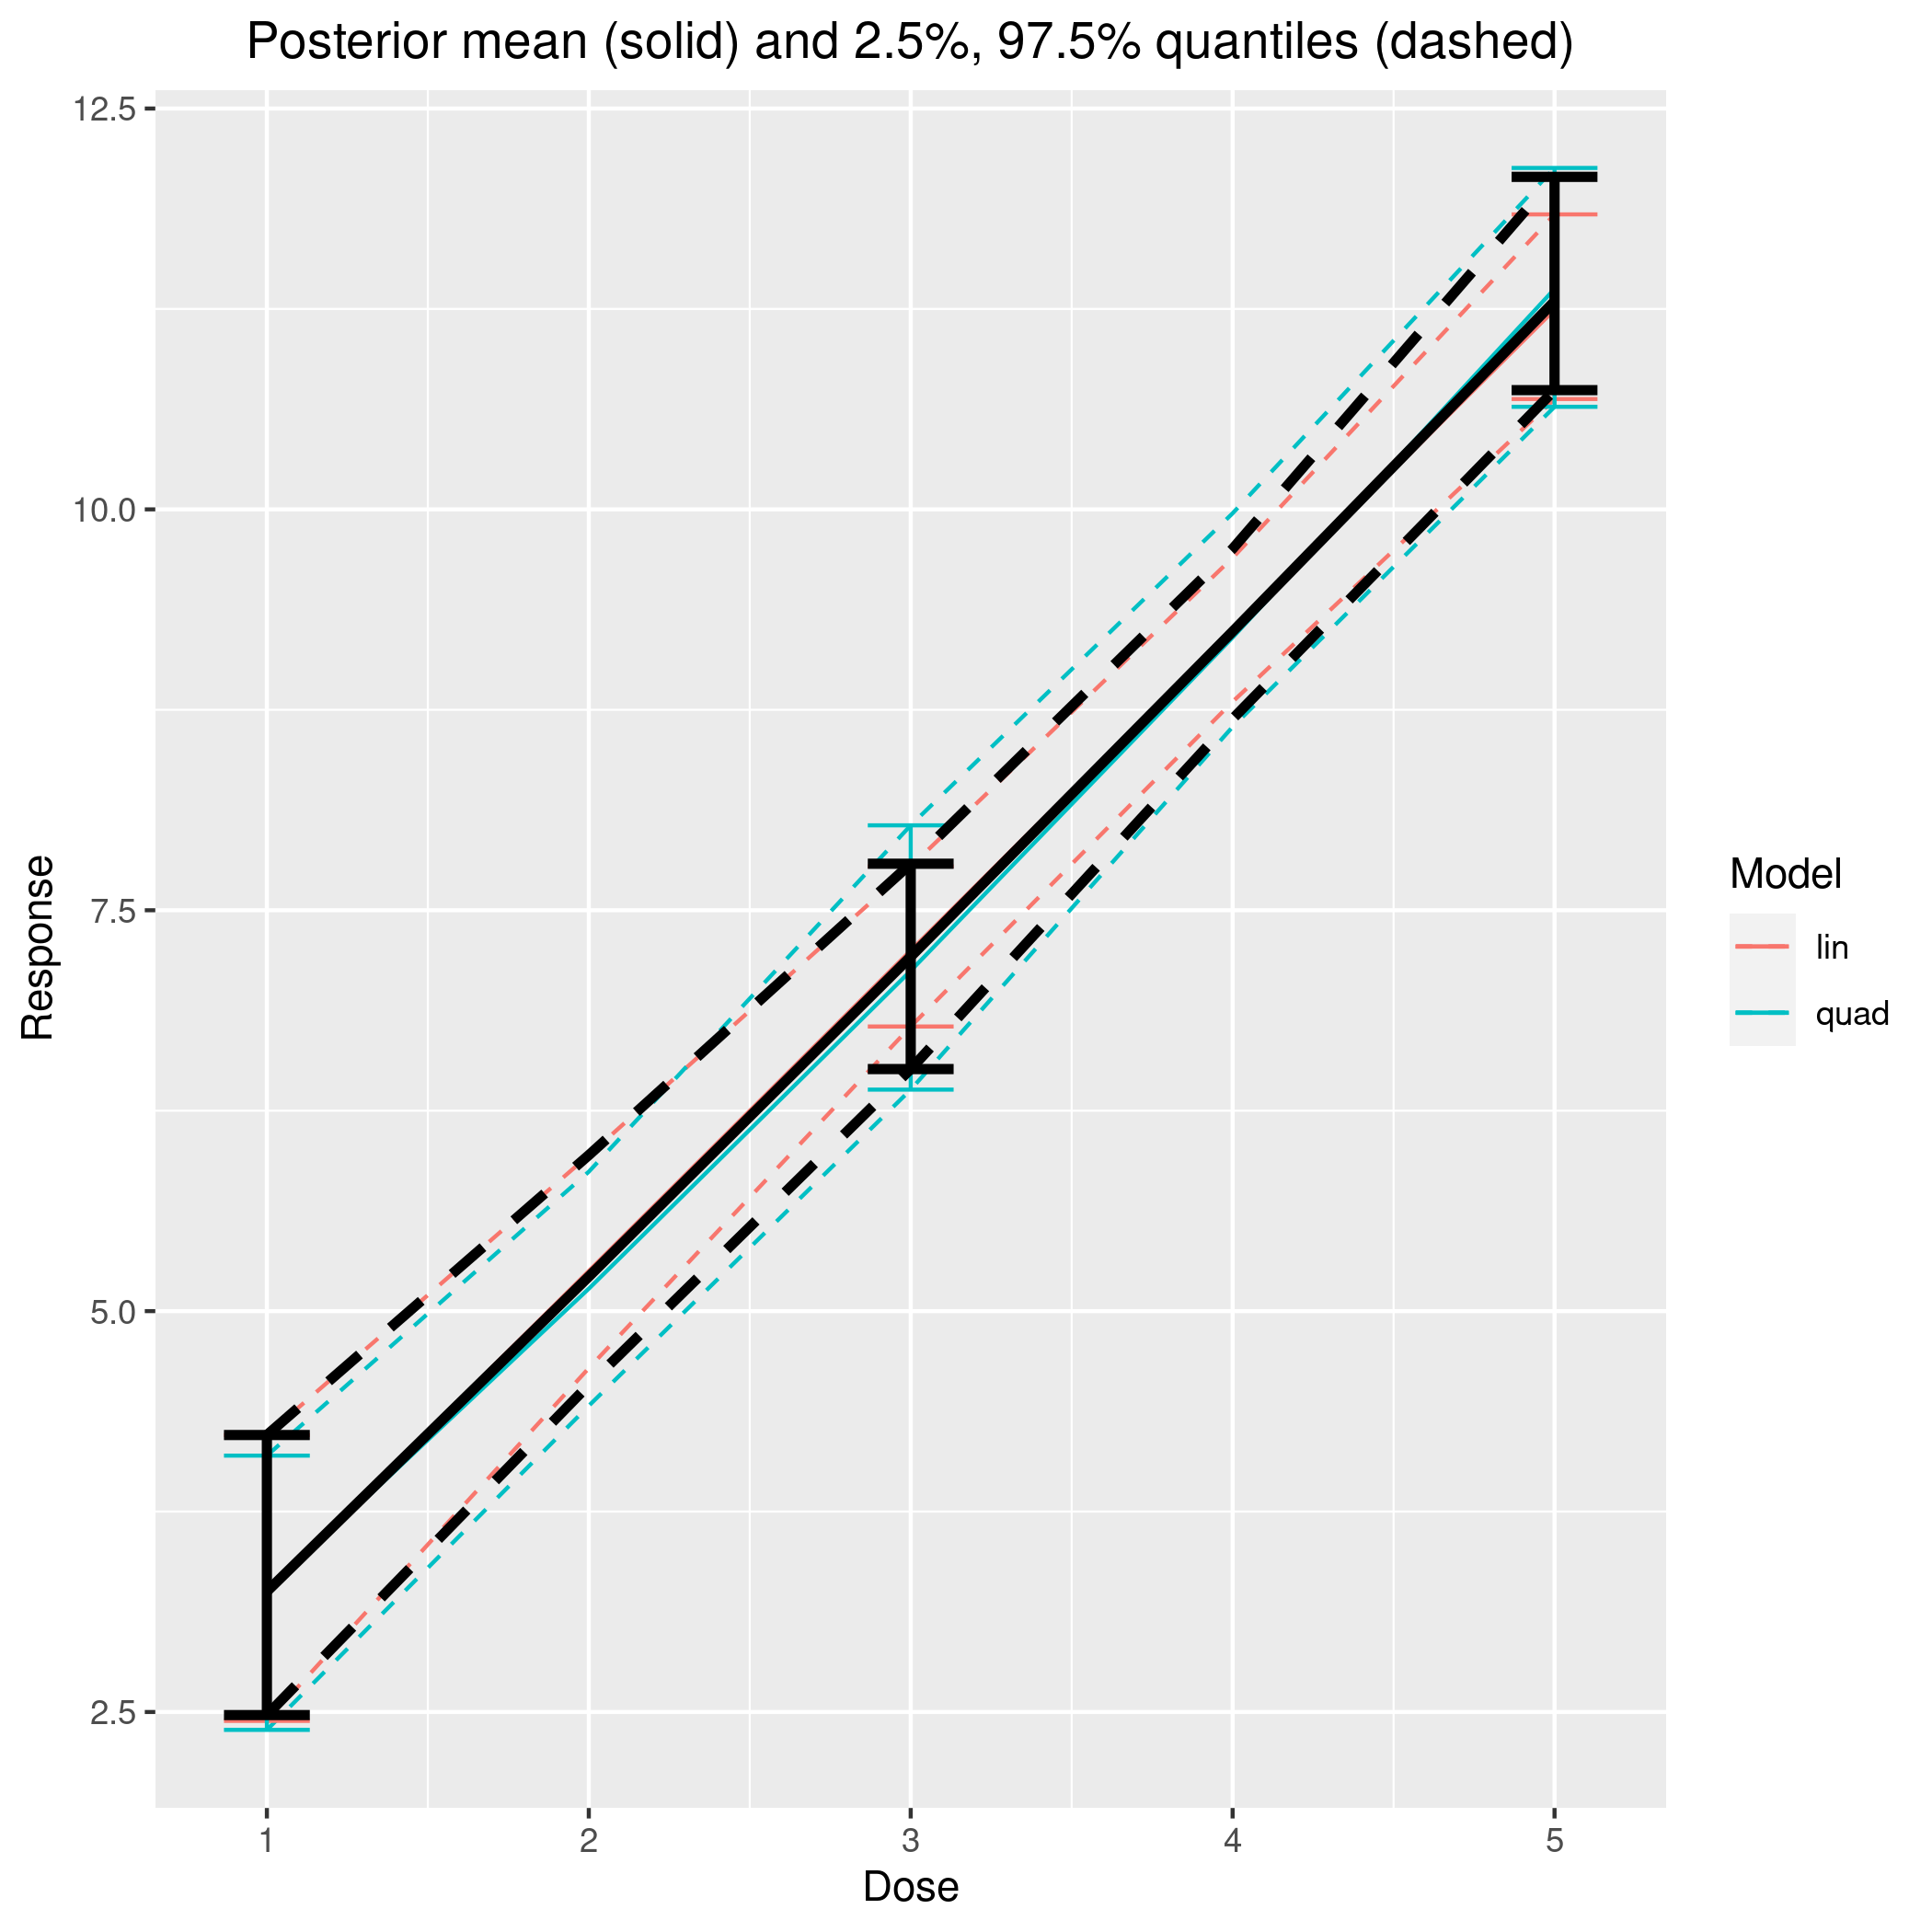 Posterior mean (solid) and 2.5%, 97.5% quantiles (dashed)
12.5
10.0
7.5
5.0
2.5
Response
1 2 3 4 5
Dose
Model
lin
quad